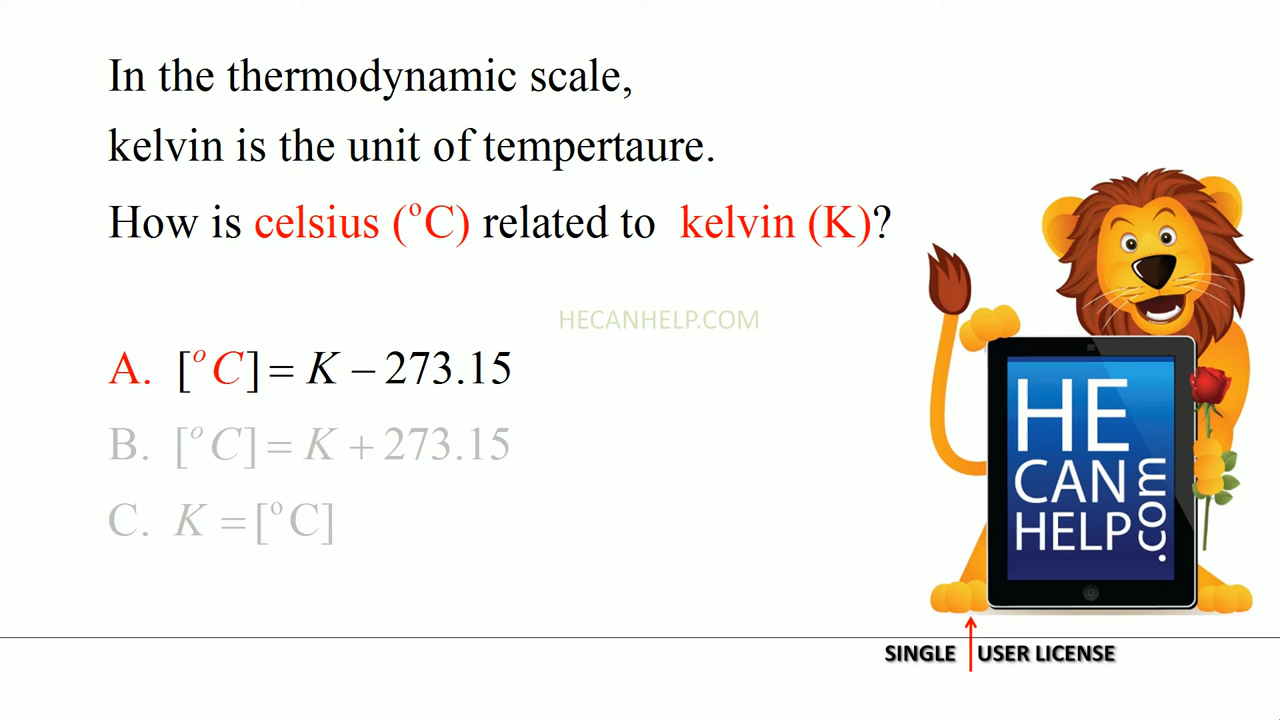 In the thermodynamic scale,
kelvin is the unit of tempertaure.
How is celsius (°C) related to kelvin (K)?
HECANHELP.COM
A. [°C] = K − 273.15
B. [°C] = K + 273.15
C. K = [°C]
HE
CAN
HELP
.com
SINGLE USER LICENSE